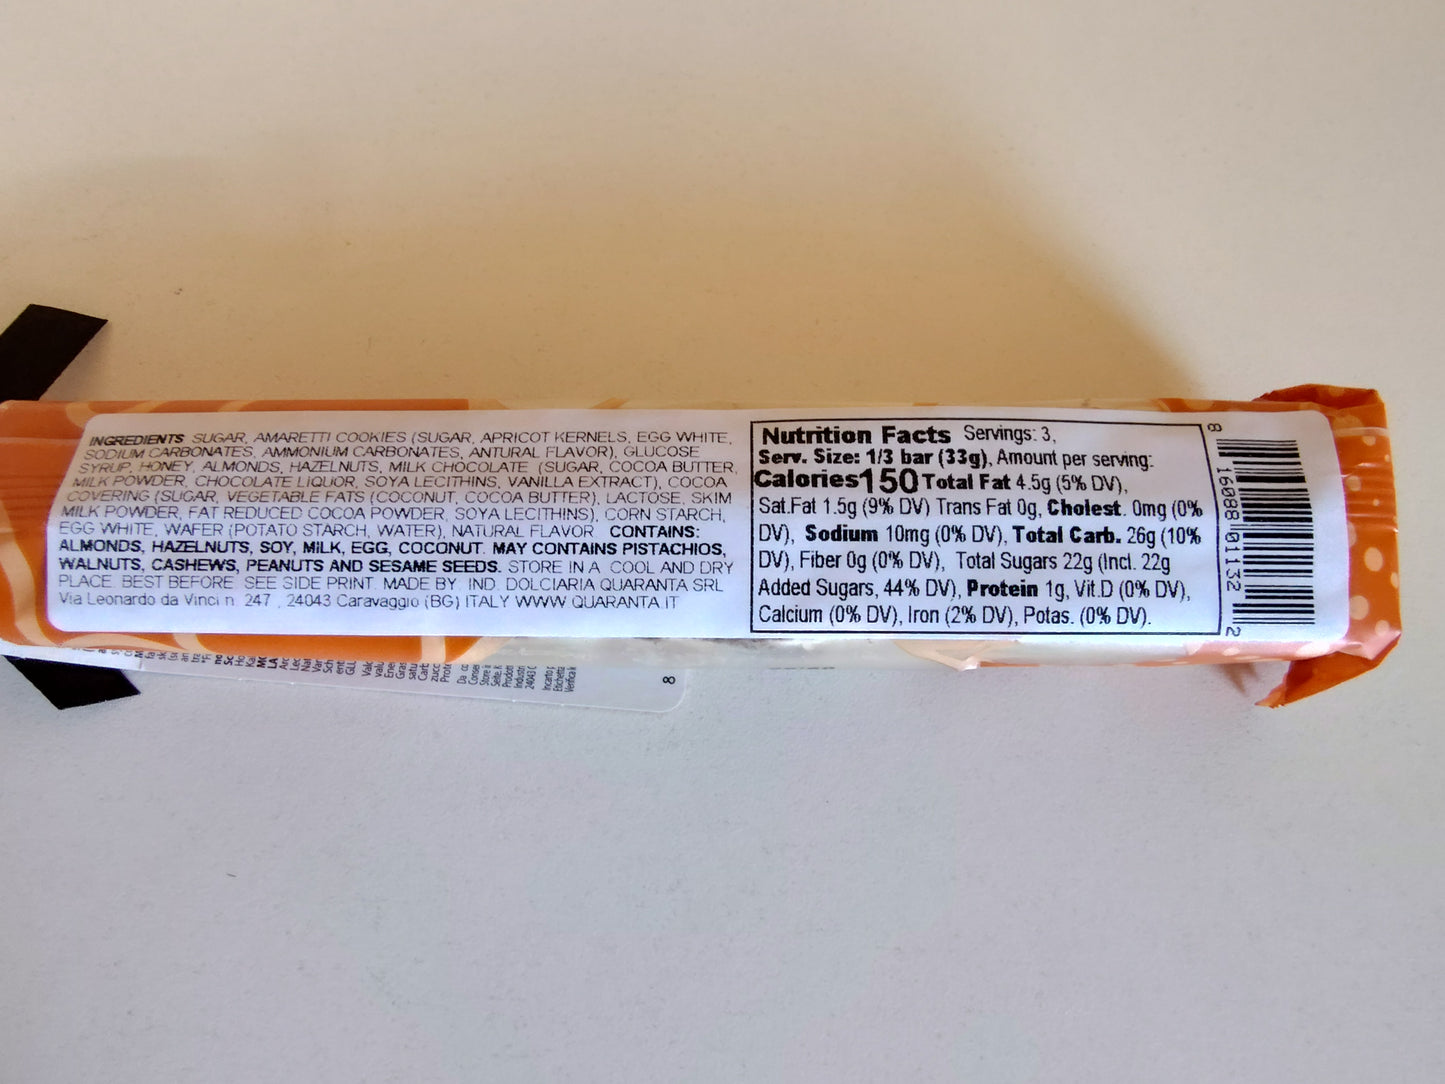 INGREDIENTS SUGAR, AMARETTI COOKIES (SUGAR, APRICOT KERNELS, EGG WHITE,
SODIUM CARBONATES, AMMONIUM CARBONATES, ANTURAL FLAVOR), GLUCOSE
SYRUP, HONEY, ALMONDS, HAZELNUTS, MILK CHOCOLATE (SUGAR, COCOA BUTTER,
MILK POWDER, CHOCOLATE LIQUOR, SOYA LECITHINS, VANILLA EXTRACT), COCOA
COVERING (SUGAR, VEGETABLE FATS (COCONUT, COCOA BUTTER), LACTOSE, SKIM
MILK POWDER, FAT REDUCED COCOA POWDER, SOYA LECITHINS), CORN STARCH,
EGG WHITE, WAFER (POTATO STARCH, WATER), NATURAL FLAVOR CONTAINS:
ALMONDS, HAZELNUTS, SOY, MILK, EGG, COCONUT. MAY CONTAINS PISTACHIOS,
WALNUTS, CASHEWS, PEANUTS AND SESAME SEEDS. STORE IN A COOL AND DRY
PLACE. BEST BEFORE SEE SIDE PRINT. MADE BY IND. DOLCIARIA QUARANTA SRL
Via Leonardo da Vinci n. 247, 24043 Caravaggio (BG) ITALY WWW.QUARANTA.IT
Nutrition Facts Servings: 3,
Serv. Size: 1/3 bar (33g), Amount per serving:
Calories 150 Total Fat 4.5g (5% DV),
Sat.Fat 1.5g (9% DV) Trans Fat 0g, Cholest. 0mg (0%
DV), Sodium 10mg (0% DV), Total Carb. 26g (10%
DV), Fiber 0g (0% DV), Total Sugars 22g (Incl. 22g
Added Sugars, 44% DV), Protein 1g, Vit.D (0% DV),
Calcium (0% DV), Iron (2% DV), Potas. (0% DV).
8 16088 01132 2
8